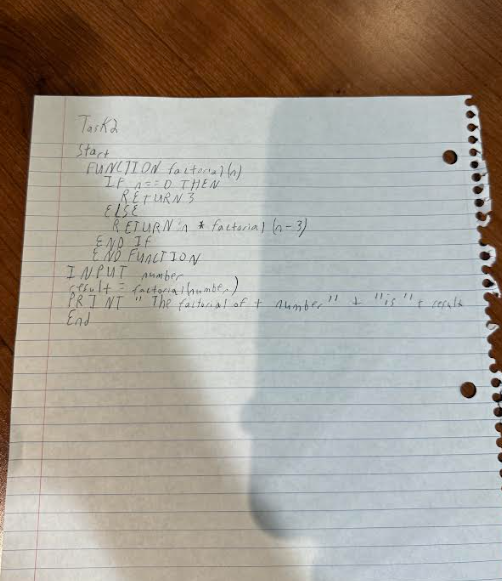 Task2
Start
FUNCTION factorial(n)
IF n == 0 THEN
RETURN 3
ELSE
RETURN n * factorial (n-3)
END IF
END FUNCTION
INPUT number
result = factorial(number)
PRINT " The factorial of + number" + "is" + result
End